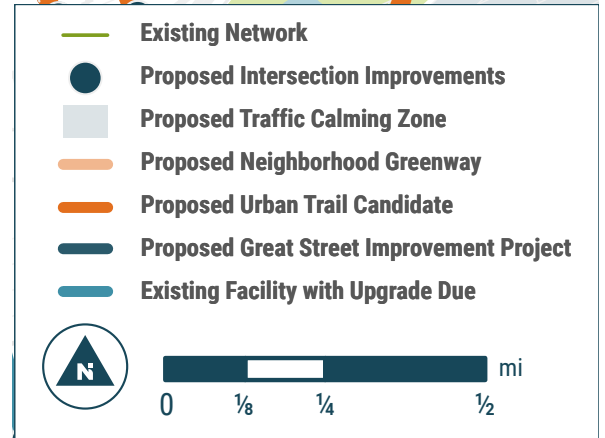 Existing Network
Proposed Intersection Improvements
Proposed Traffic Calming Zone
Proposed Neighborhood Greenway
Proposed Urban Trail Candidate
Proposed Great Street Improvement Project
Existing Facility with Upgrade Due
N
mi
0 ⅛ ¼ ½